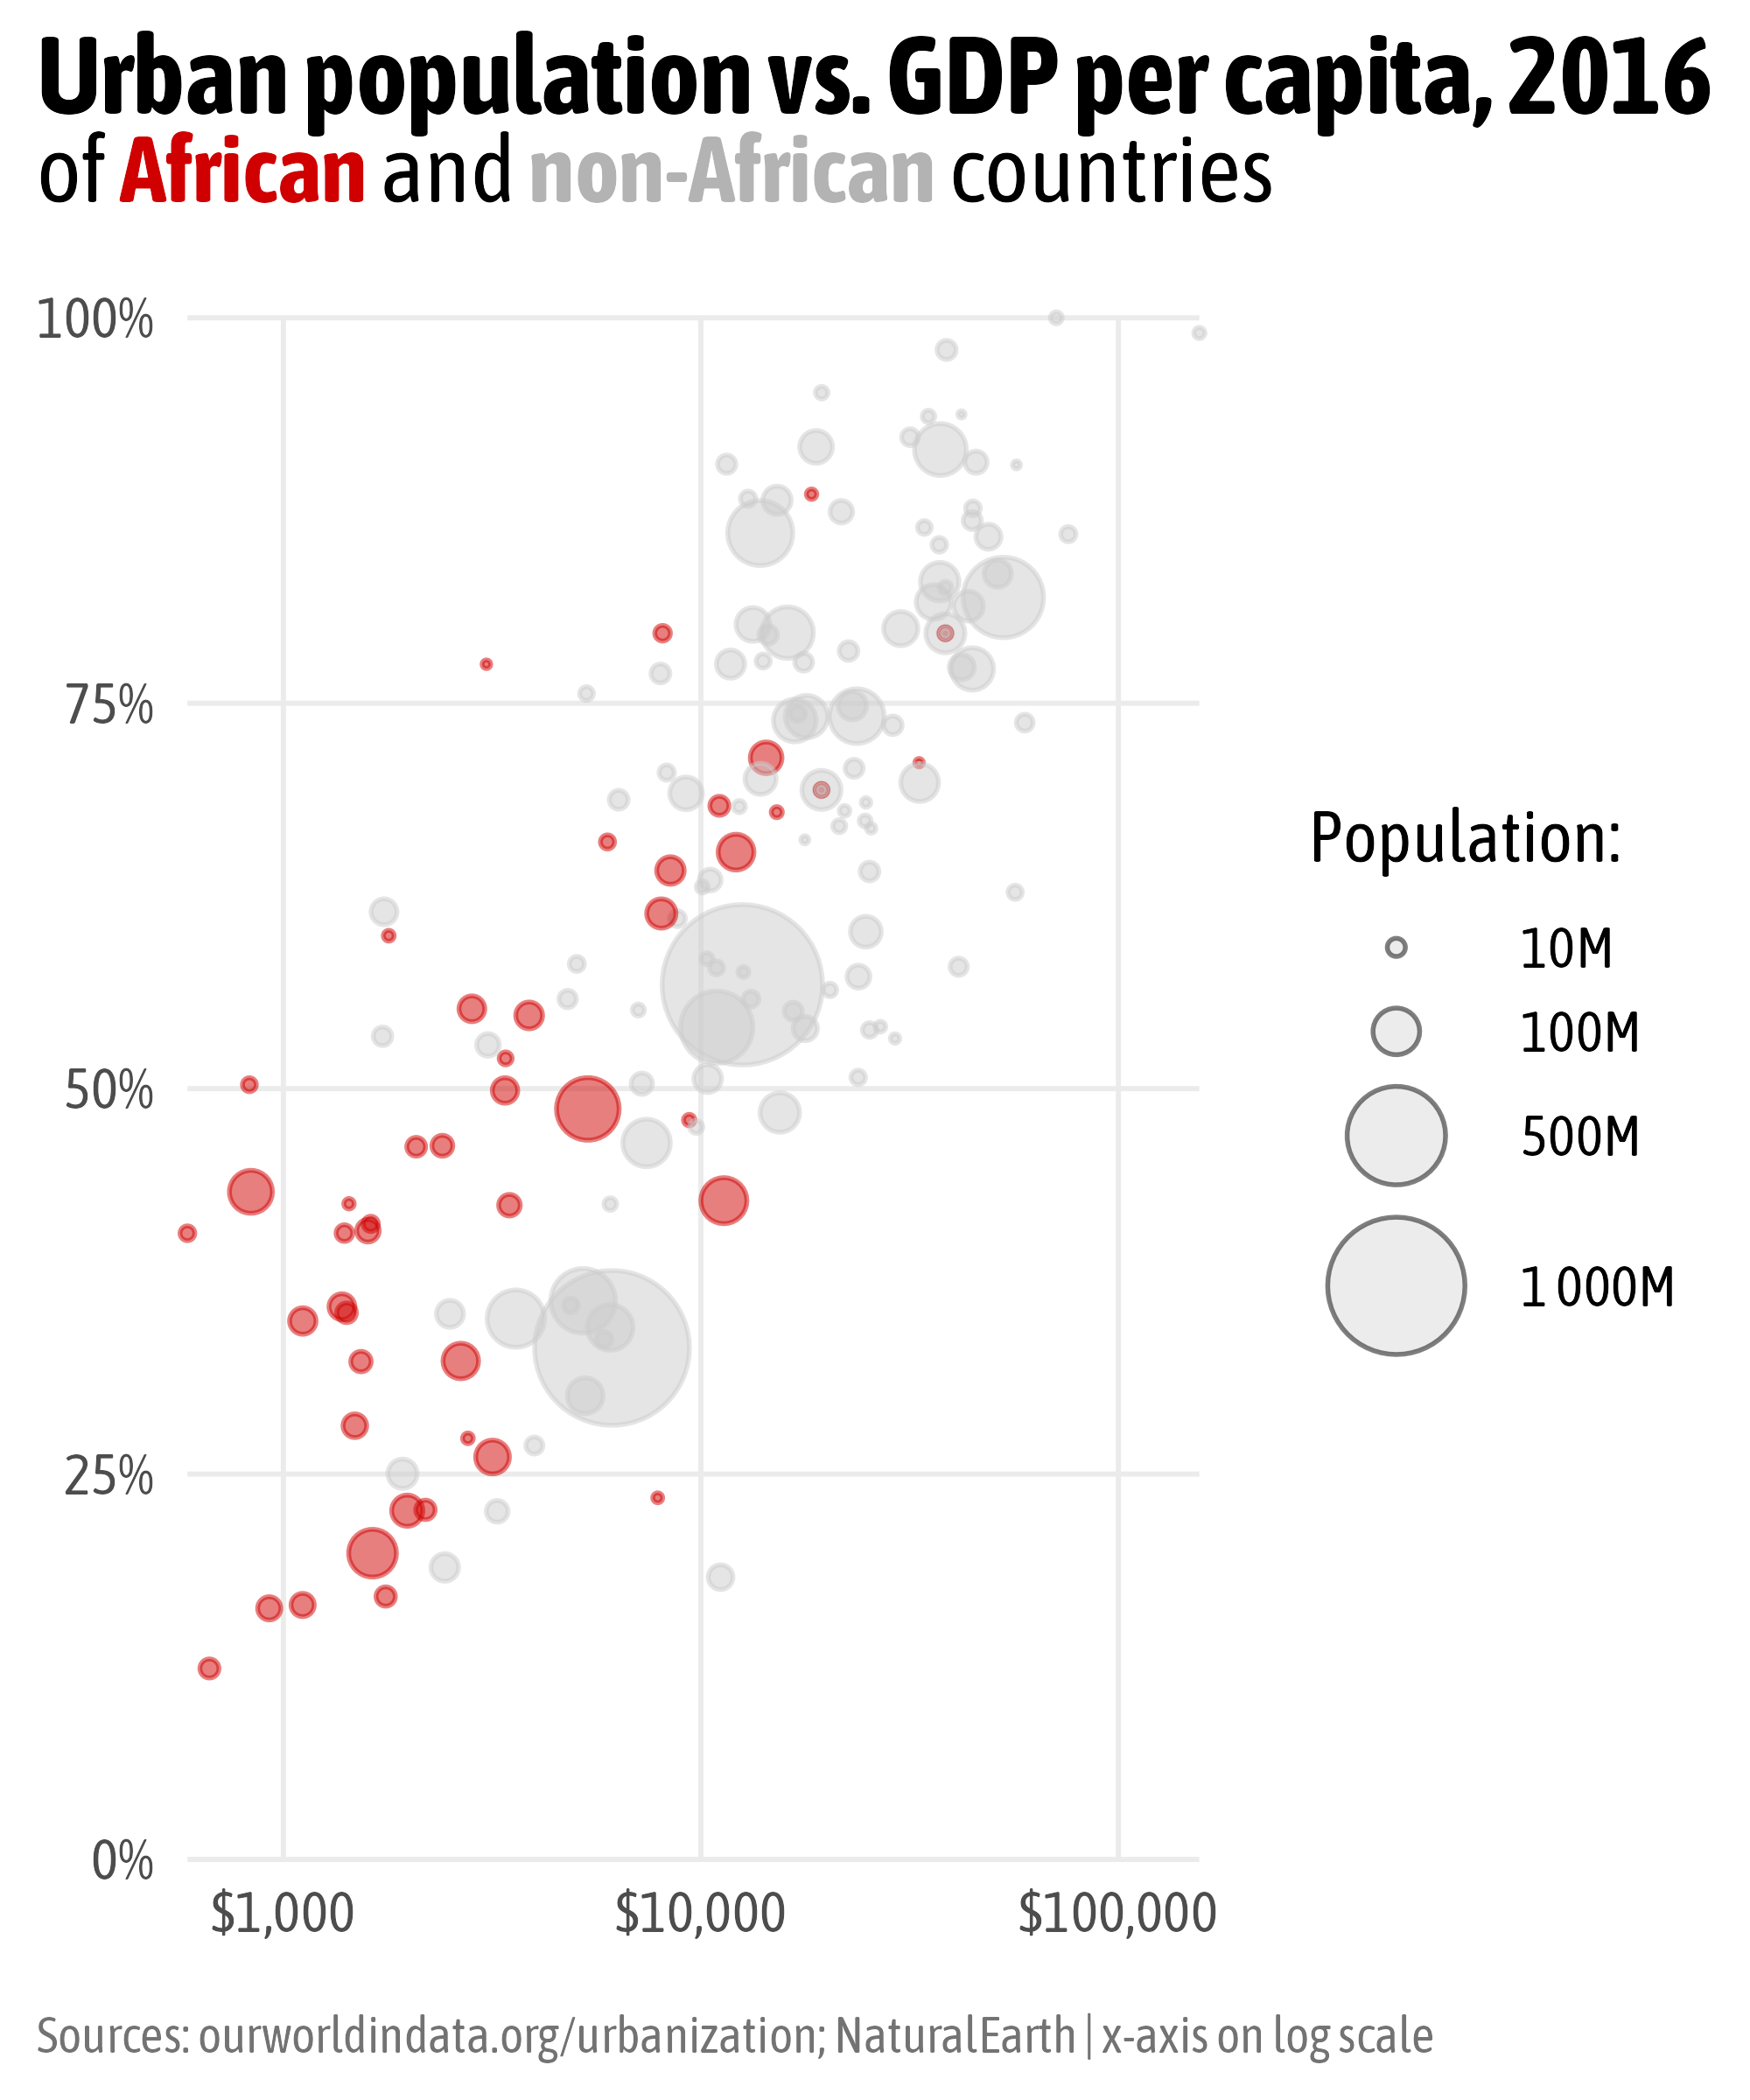 Urban population vs. GDP per capita, 2016
of African and non-African countries
100%
75%
50%
25%
0%
$1,000 $10,000 $100,000
Population:
10M
100M
500M
1 000M
Sources: ourworldindata.org/urbanization; NaturalEarth | x-axis on log scale